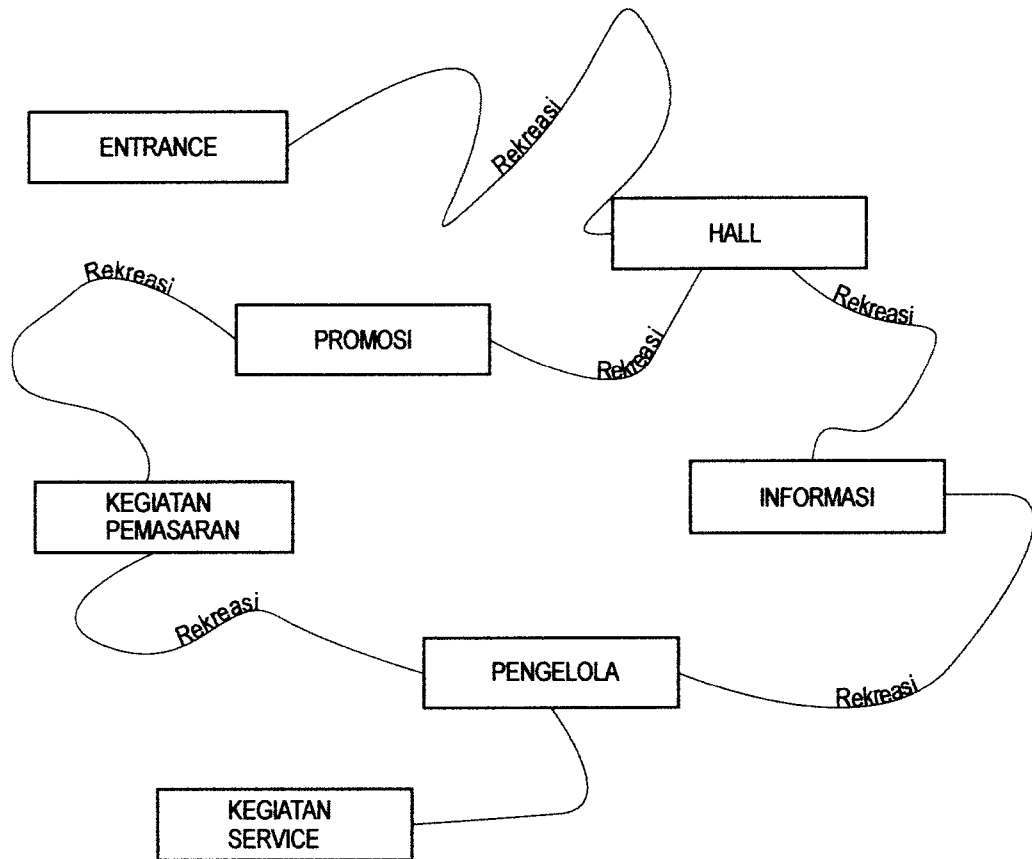 Rekreasi
ENTRANCE
HALL
Rekreasi
Rekreasi
PROMOSI
Rekreasi
KEGIATAN
PEMASARAN
INFORMASI
Rekreasi
PENGELOLA
Rekreasi
KEGIATAN
SERVICE